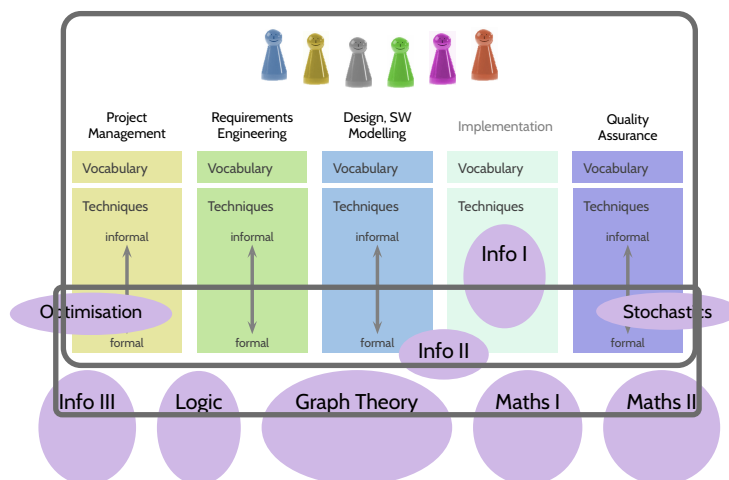 Project
Management
Requirements
Engineering
Design, SW
Modelling
Implementation
Quality
Assurance
Vocabulary
Vocabulary
Vocabulary
Vocabulary
Vocabulary
Techniques
Techniques
Techniques
Techniques
Techniques
informal
informal
informal
informal
Info I
Optimisation
Stochastics
formal
formal
formal
formal
Info II
Info III
Logic
Graph Theory
Maths I
Maths II